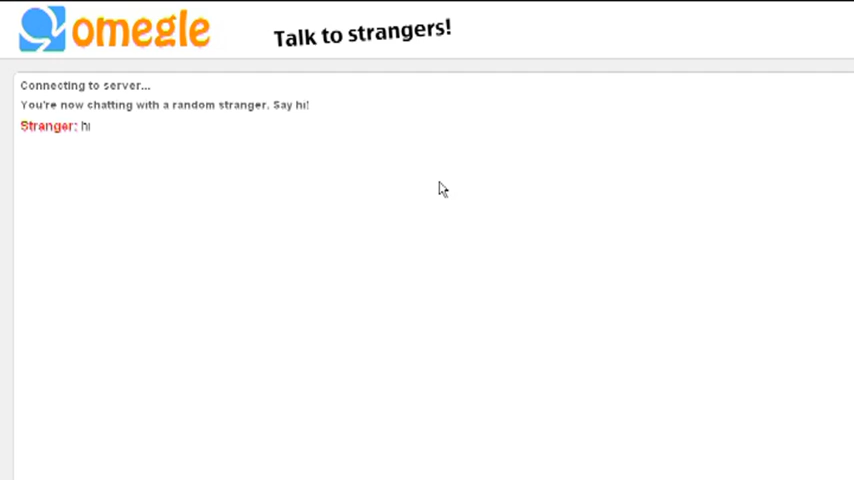 omegle
Talk to strangers!
Connecting to server...
You're now chatting with a random stranger. Say hi!
Stranger: hi